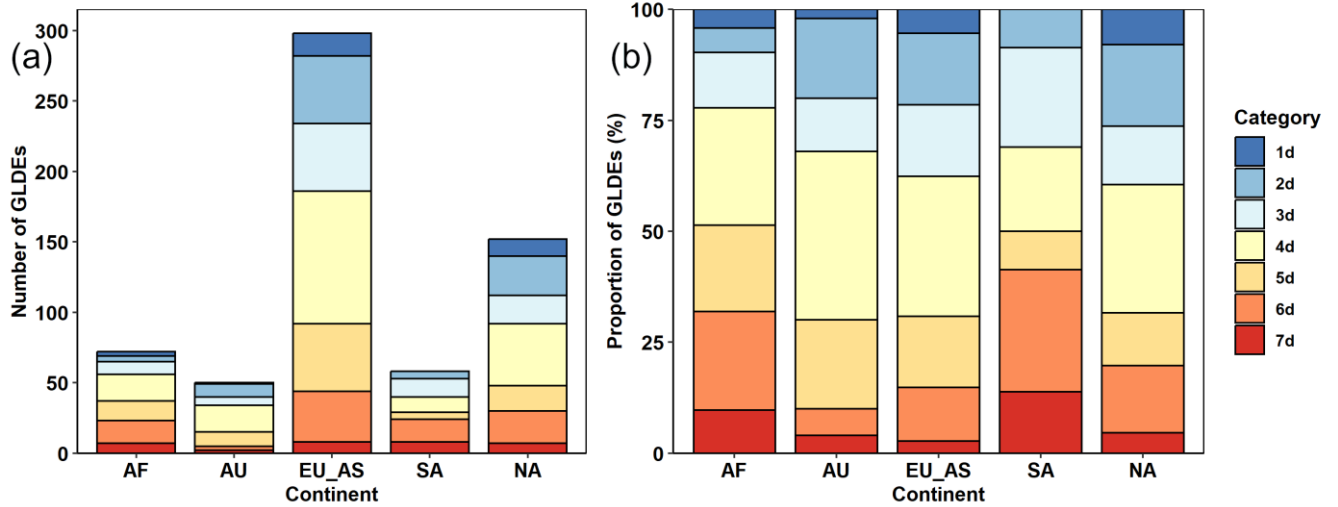 (a)
Number of GLDEs
300
250
200
150
100
50
0
AF AU EU_AS SA NA
Continent
(b)
Proportion of GLDEs (%)
100
75
50
25
0
AF AU EU_AS SA NA
Continent
Category
1d
2d
3d
4d
5d
6d
7d